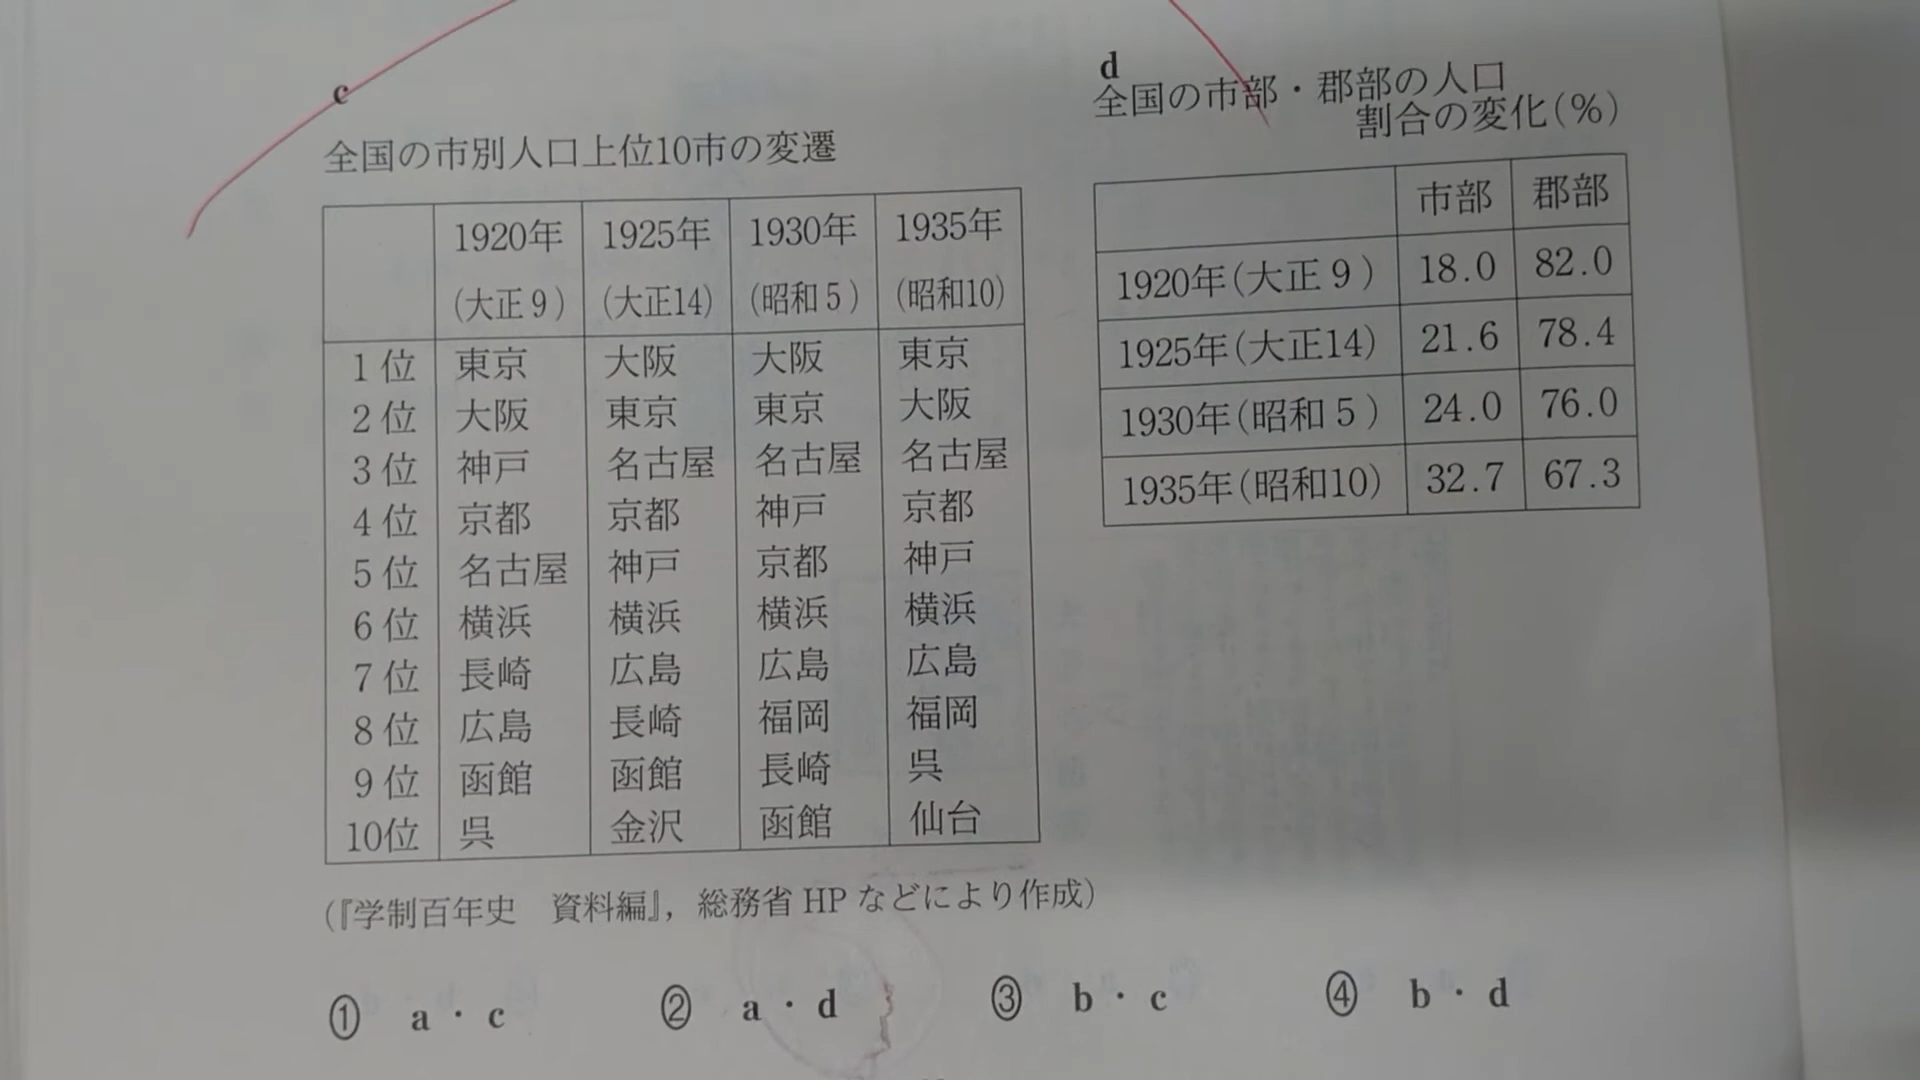 c
全国の市別人口上位10市の変遷
1920年 1925年 1930年 1935年
(大正9) (大正14) (昭和5) (昭和10)
1位 東京 大阪 大阪 東京
2位 大阪 東京 東京 大阪
3位 神戸 名古屋 名古屋 名古屋
4位 京都 京都 神戸 京都
5位 名古屋 神戸 京都 神戸
6位 横浜 横浜 横浜 横浜
7位 長崎 広島 広島 広島
8位 広島 長崎 福岡 福岡
9位 函館 函館 長崎 呉
10位 呉 金沢 函館 仙台
d
全国の市部・郡部の人口
割合の変化(%)
市部 郡部
1920年(大正9) 18.0 82.0
1925年(大正14) 21.6 78.4
1930年(昭和5) 24.0 76.0
1935年(昭和10) 32.7 67.3
(『学制百年史 資料編』, 総務省 HP などにより作成)
① a・c ② a・d ③ b・c ④ b・d